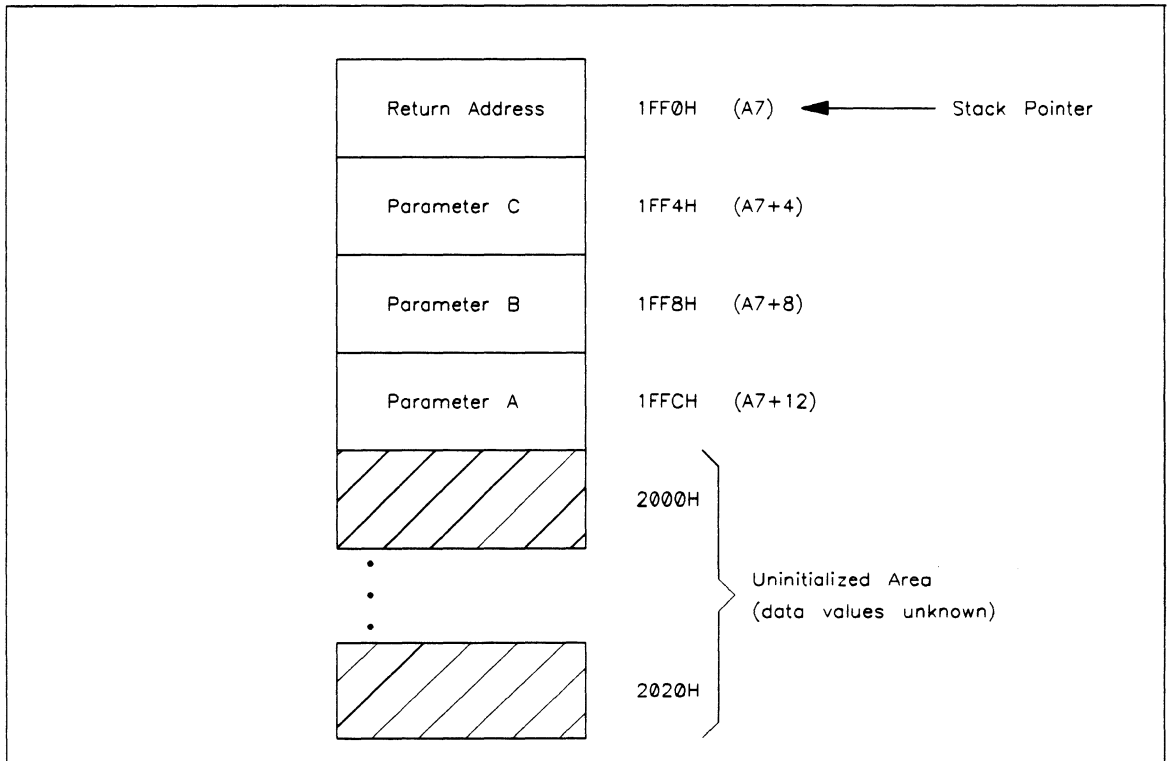 Return Address 1FF0H (A7) Stack Pointer
Parameter C 1FF4H (A7+4)
Parameter B 1FF8H (A7+8)
Parameter A 1FFCH (A7+12)
2000H
Uninitialized Area
(data values unknown)
2020H